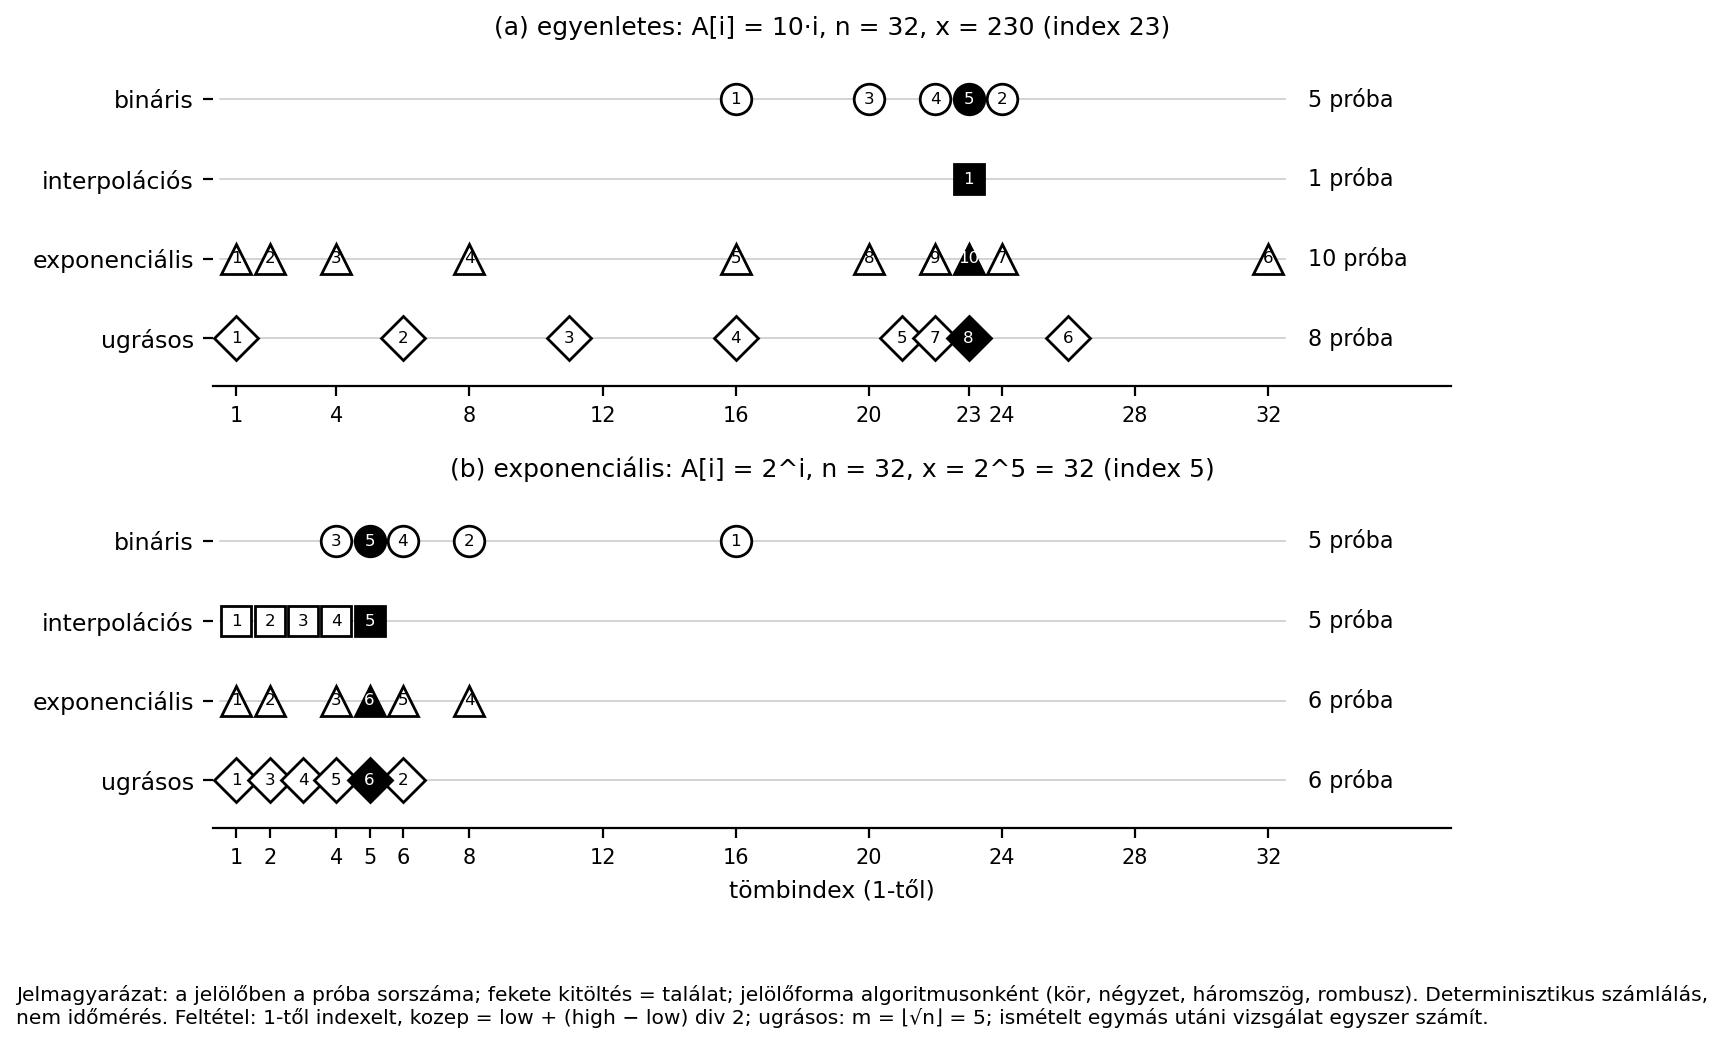 (a) egyenletes: A[i] = 10·i, n = 32, x = 230 (index 23)
bináris 1 3 4 5 2 5 próba
interpolációs 1 1 próba
exponenciális 1 2 3 4 5 8 9 10 7 6 10 próba
ugrásos 1 2 3 4 5 7 8 6 8 próba
1 4 8 12 16 20 23 24 28 32
(b) exponenciális: A[i] = 2^i, n = 32, x = 2^5 = 32 (index 5)
bináris 3 5 4 2 1 5 próba
interpolációs 1 2 3 4 5 5 próba
exponenciális 1 2 3 6 5 4 6 próba
ugrásos 1 3 4 5 6 2 6 próba
1 2 4 5 6 8 12 16 20 24 28 32
tömbindex (1-től)
Jelmagyarázat: a jelölőben a próba sorszáma; fekete kitöltés = találat; jelölőforma algoritmusonként (kör, négyzet, háromszög, rombusz). Determinisztikus számlálás,
nem időmérés. Feltétel: 1-től indexelt, kozep = low + (high − low) div 2; ugrásos: m = ⌊√n⌋ = 5; ismételt egymás utáni vizsgálat egyszer számít.